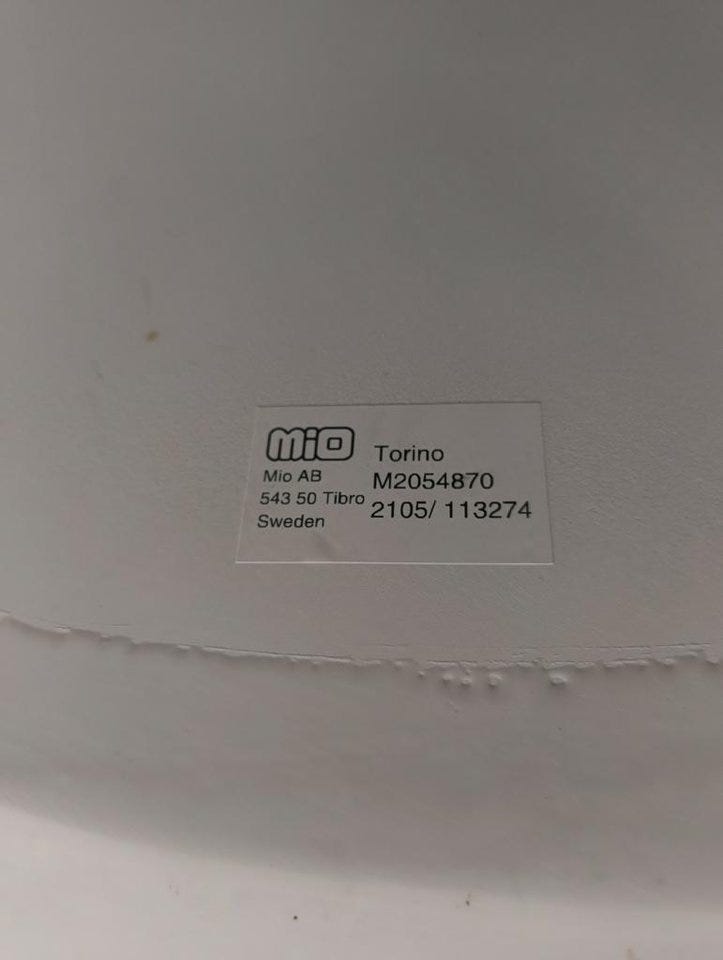 mio
Mio AB
543 50 Tibro
Sweden
Torino
M2054870
2105/ 113274